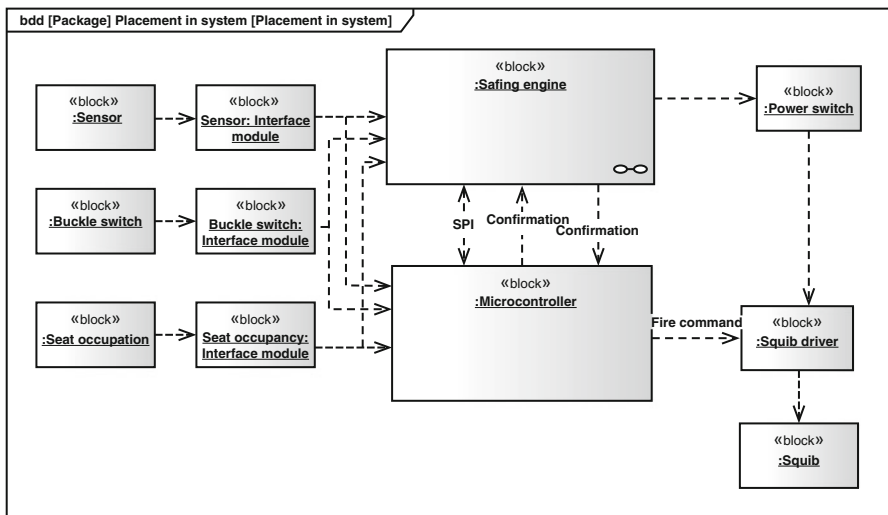 bdd [Package] Placement in system [Placement in system]
«block»
:Sensor
«block»
Sensor: Interface
module
«block»
:Safing engine
«block»
:Power switch
«block»
:Buckle switch
«block»
Buckle switch:
Interface module
SPI
Confirmation
Confirmation
«block»
:Microcontroller
«block»
:Seat occupation
«block»
Seat occupancy:
Interface module
Fire command
«block»
:Squib driver
«block»
:Squib